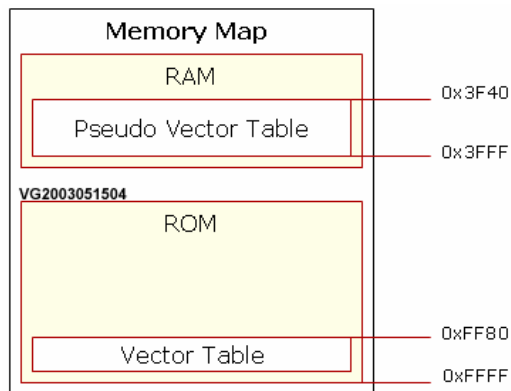 Memory Map
RAM
0x3F40
Pseudo Vector Table
0x3FFF
VG2003051504
ROM
0xFF80
Vector Table
0xFFFF